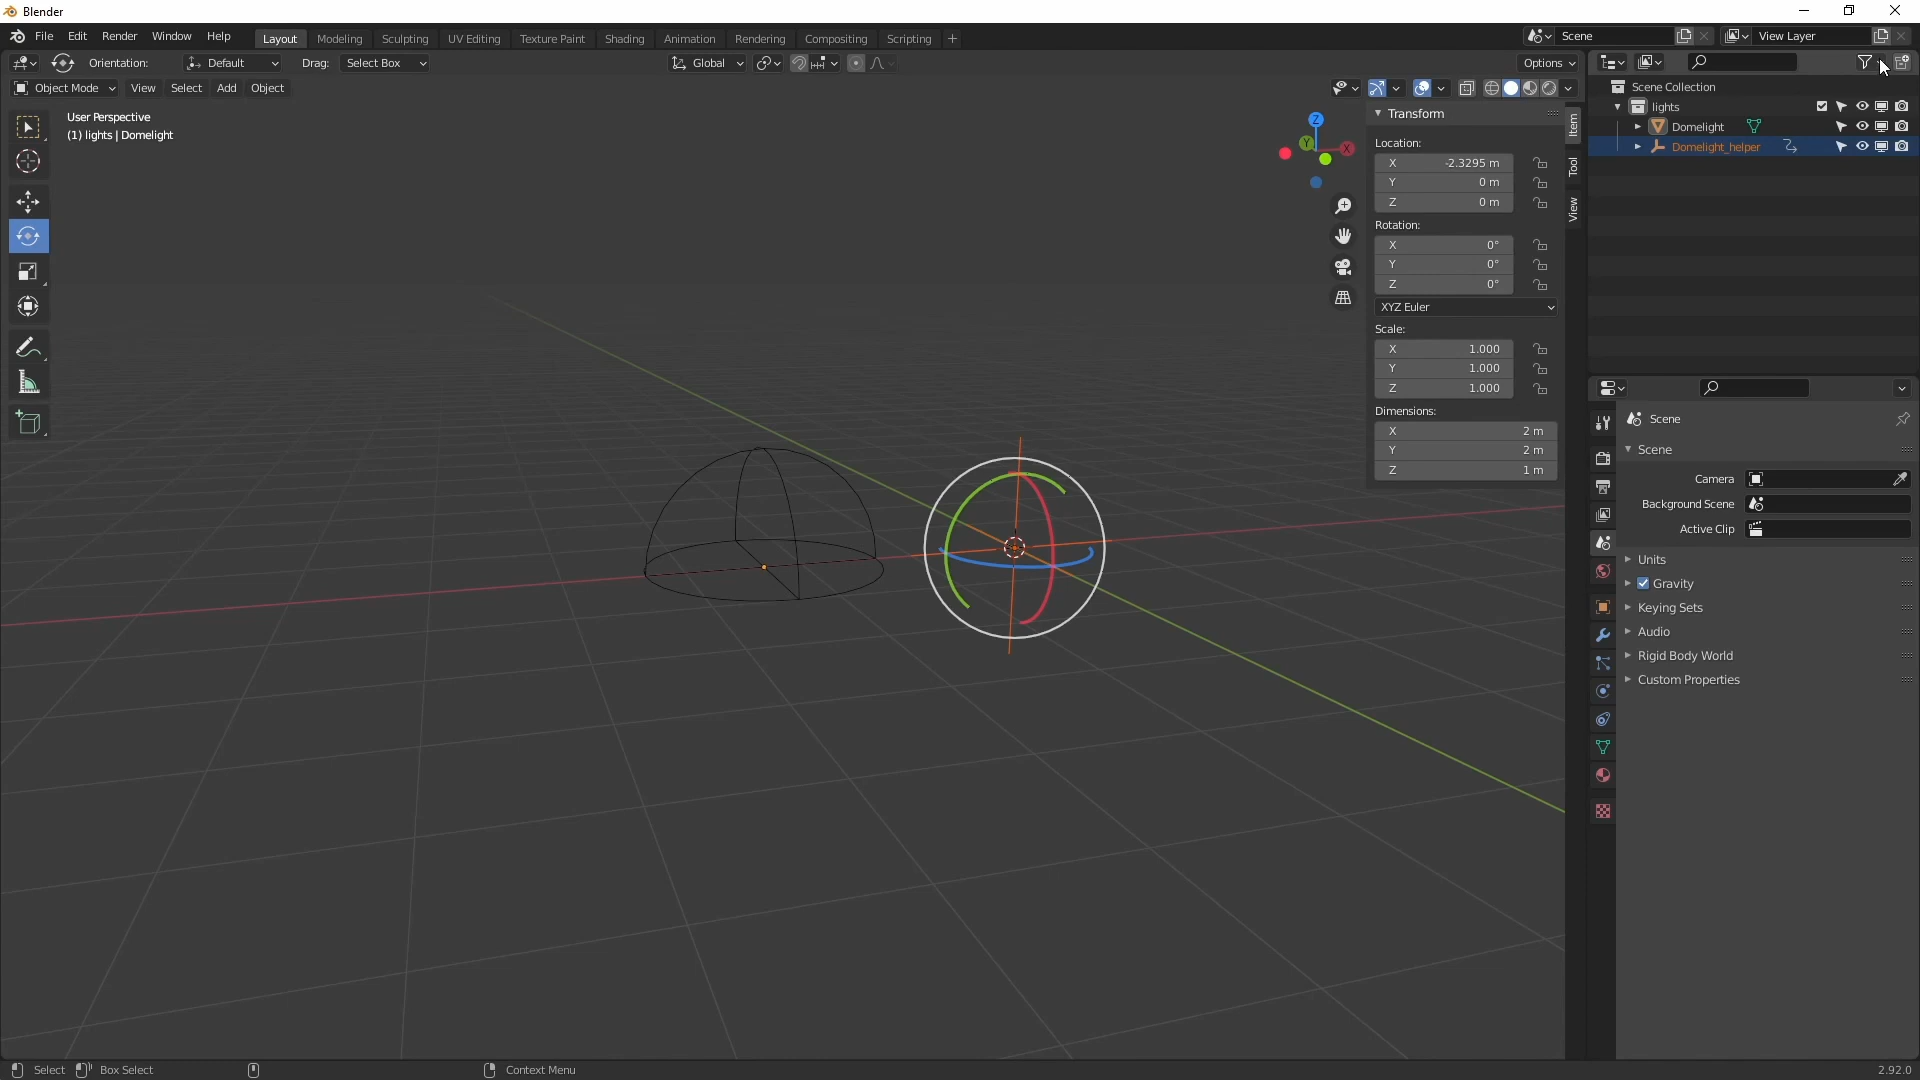 Blender
File Edit Render Window Help Layout Modeling Sculpting UV Editing Texture Paint Shading Animation Rendering Compositing Scripting + Scene View Layer
Orientation: Default Drag: Select Box Global Options
Object Mode View Select Add Object
User Perspective
(1) lights | Domelight
Z
Y
X
Transform
Location:
X -2.3295 m
Y 0 m
Z 0 m
Rotation:
X 0°
Y 0°
Z 0°
XYZ Euler
Scale:
X 1.000
Y 1.000
Z 1.000
Dimensions:
X 2 m
Y 2 m
Z 1 m
Item
Tool
View
Scene Collection
lights
Domelight
Domelight_helper
Scene
Scene
Camera
Background Scene
Active Clip
Units
Gravity
Keying Sets
Audio
Rigid Body World
Custom Properties
Select Box Select Context Menu 2.92.0